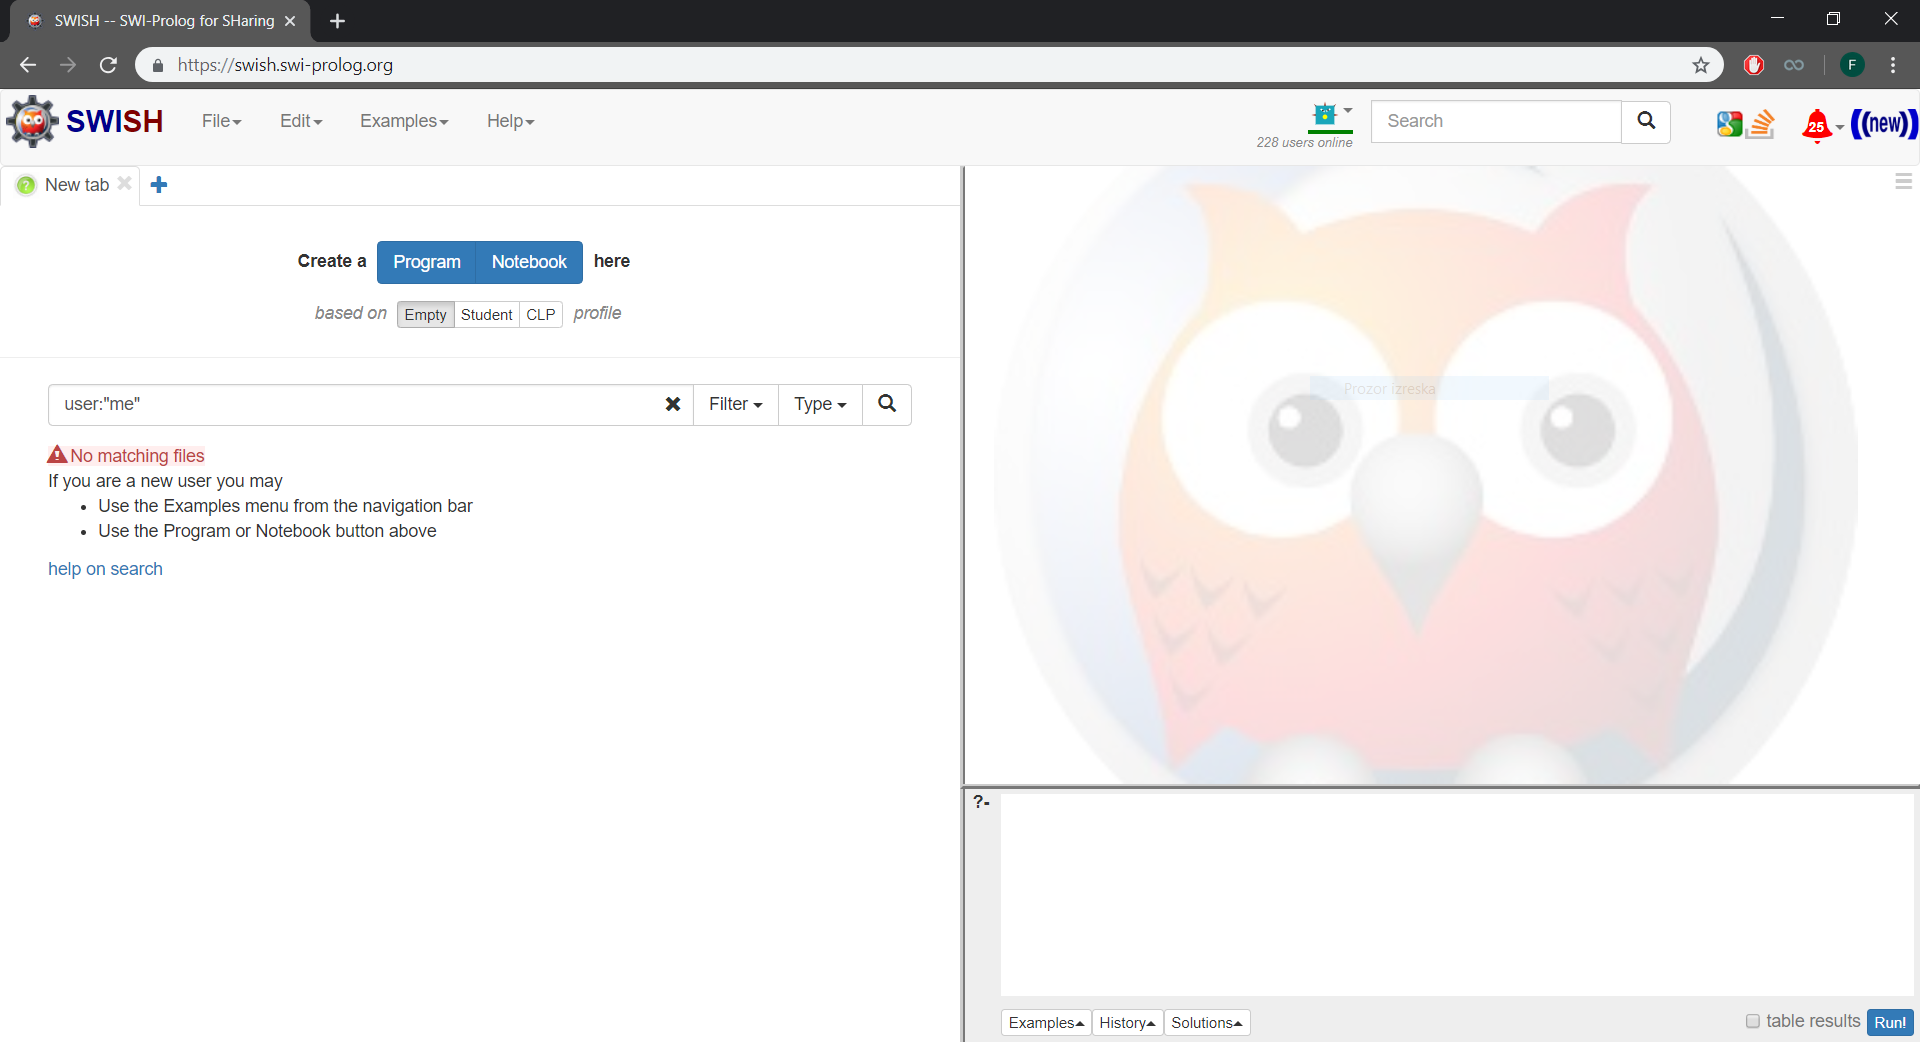 SWISH -- SWI-Prolog for SHaring
https://swish.swi-prolog.org
F
SWISH File Edit Examples Help
228 users online
Search
25
((new))
New tab
Create a Program Notebook here
based on Empty Student CLP profile
user:"me" Filter Type
No matching files
If you are a new user you may
Use the Examples menu from the navigation bar
Use the Program or Notebook button above
help on search
Prozor izreska
?-
Examples History Solutions table results Run!